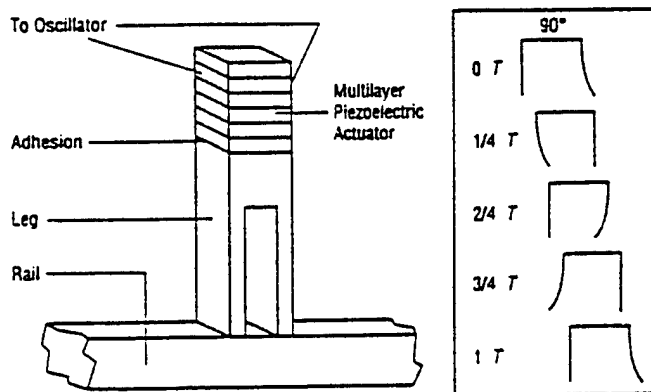 To Oscillator
Multilayer
Piezoelectric
Actuator
Adhesion
Leg
Rail
90°
0 T
1/4 T
2/4 T
3/4 T
1 T